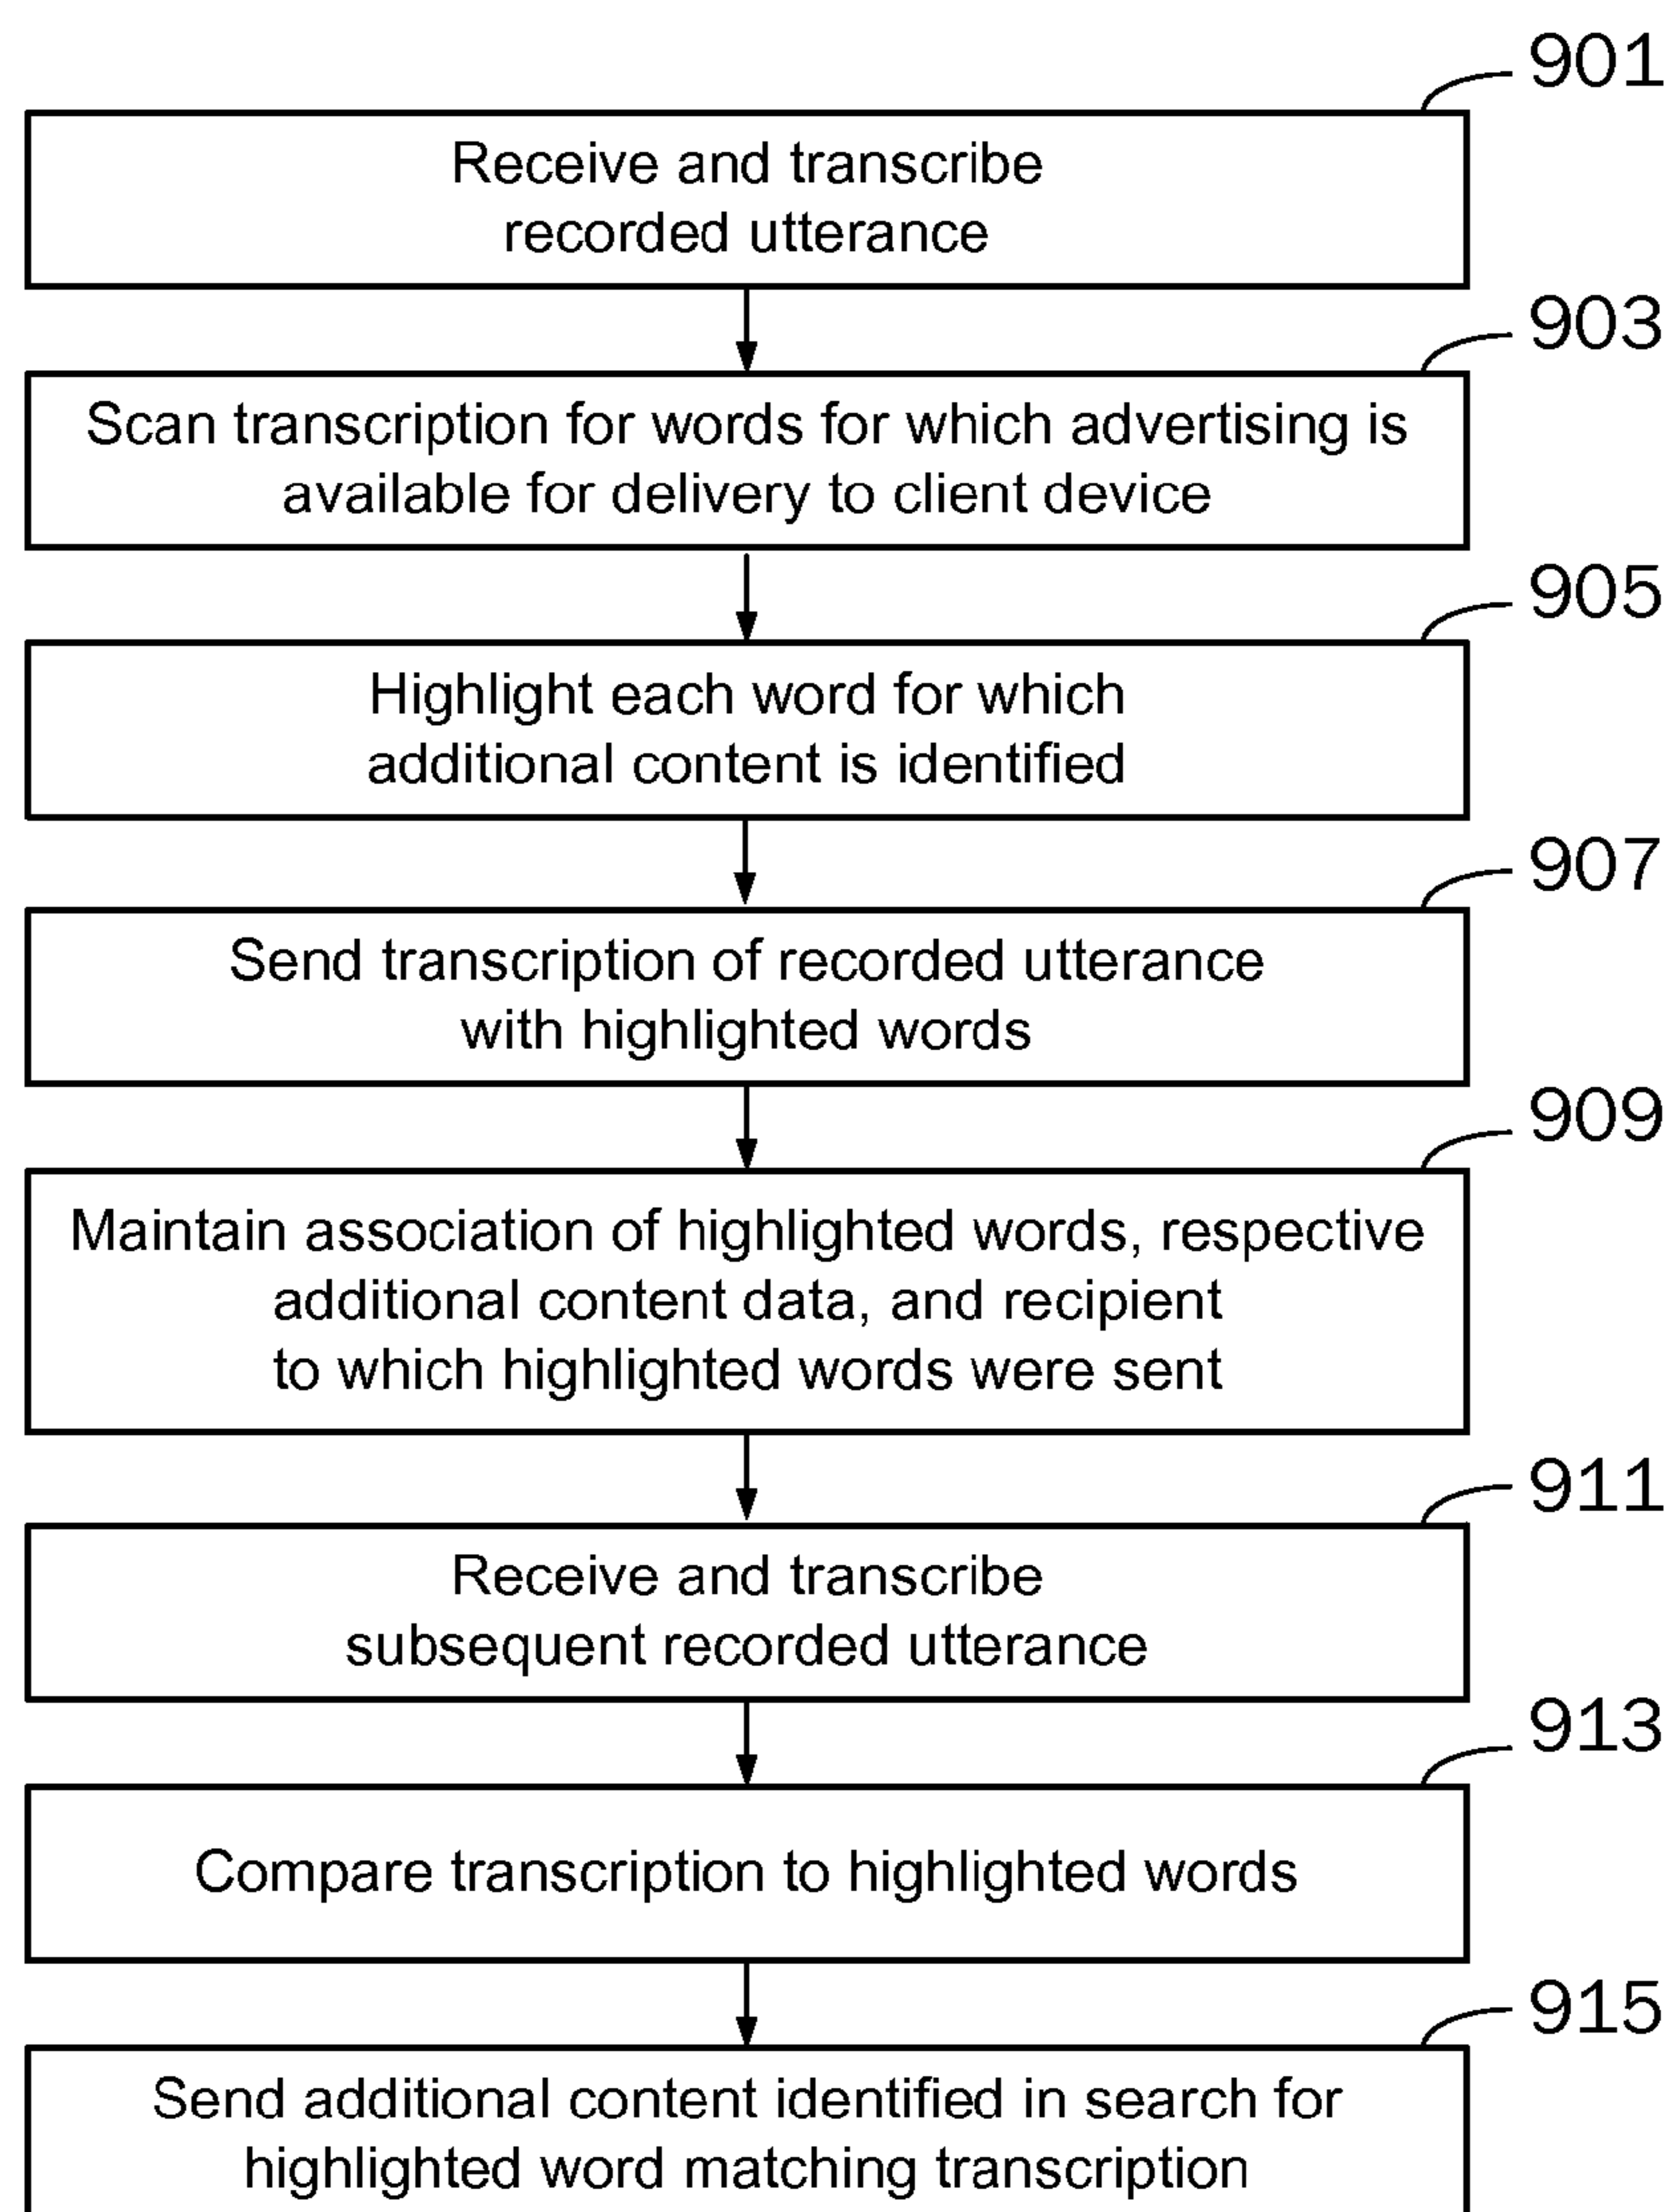 901
Receive and transcribe
recorded utterance
903
Scan transcription for words for which advertising is
available for delivery to client device
905
Highlight each word for which
additional content is identified
907
Send transcription of recorded utterance
with highlighted words
909
Maintain association of highlighted words, respective
additional content data, and recipient
to which highlighted words were sent
911
Receive and transcribe
subsequent recorded utterance
913
Compare transcription to highlighted words
915
Send additional content identified in search for
highlighted word matching transcription